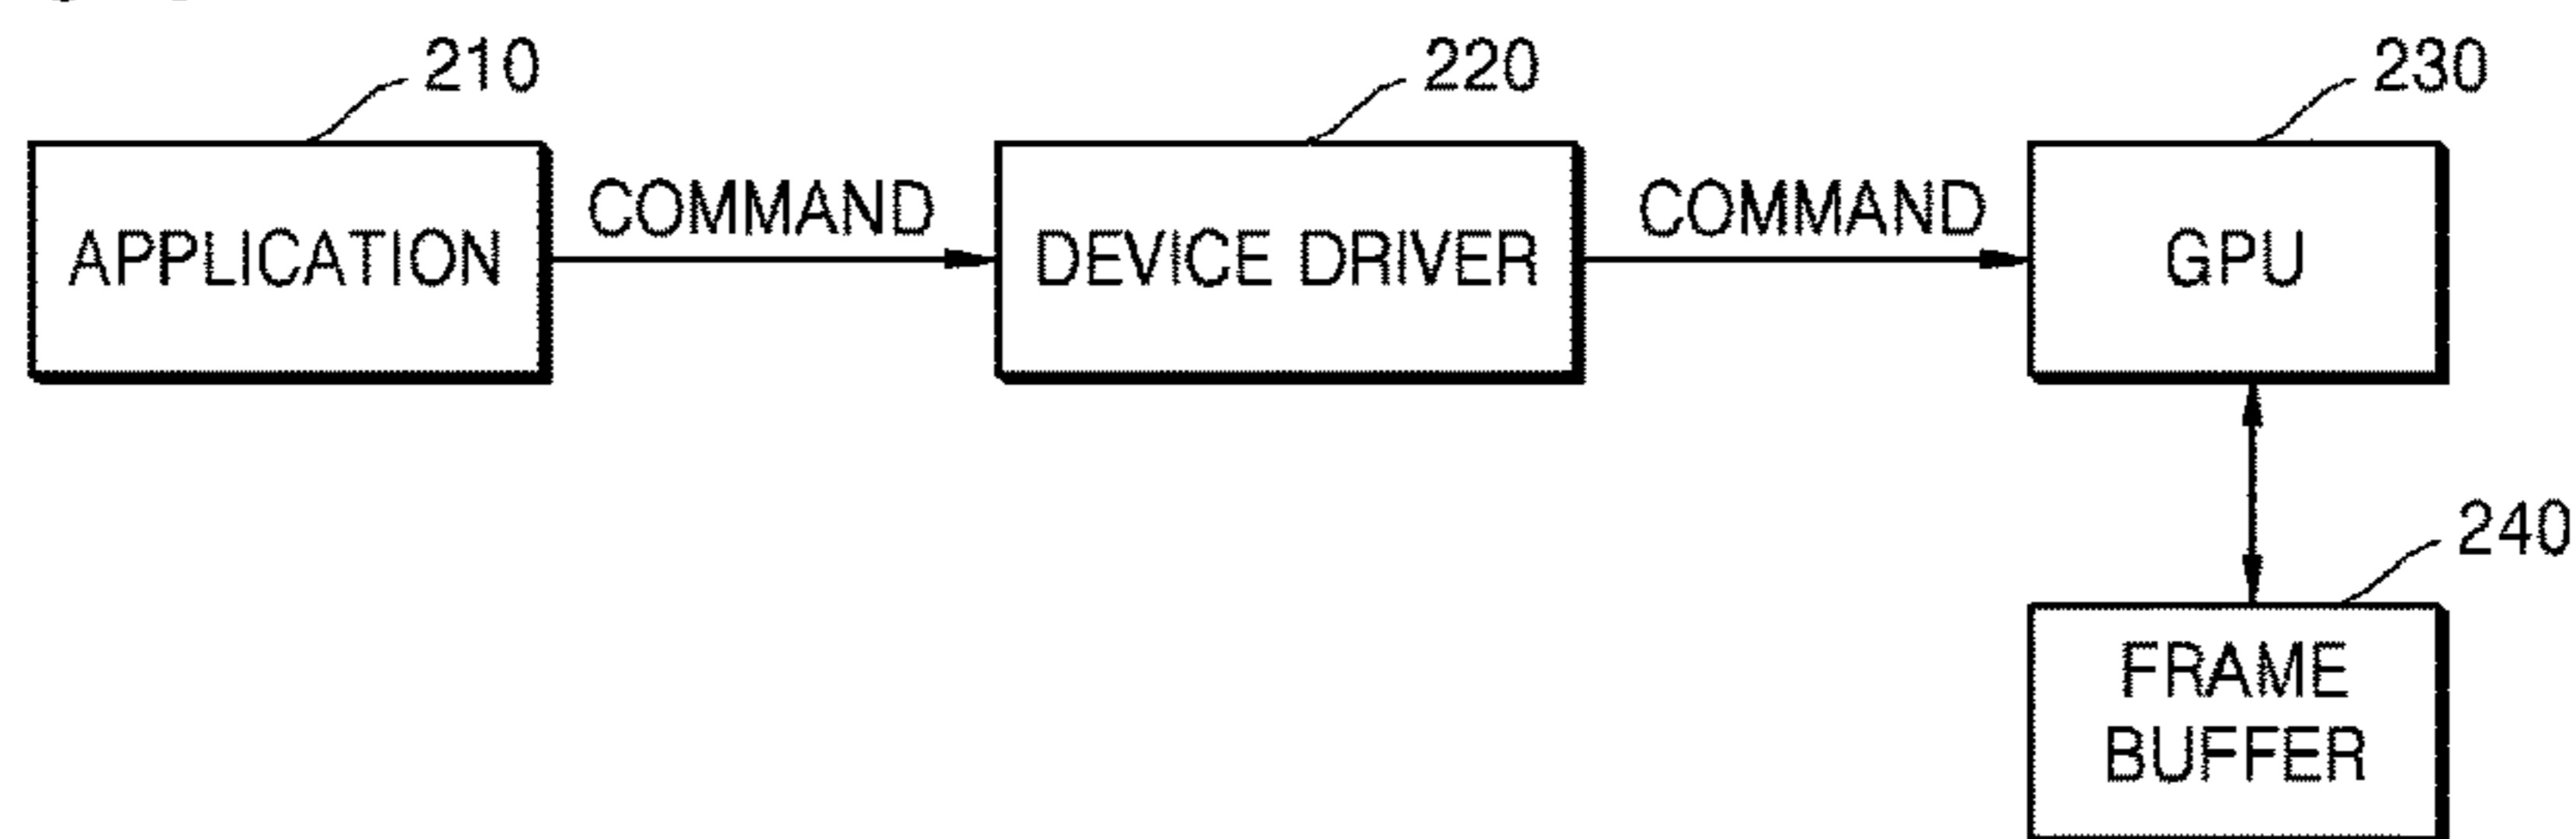 210
220
230
APPLICATION
COMMAND
DEVICE DRIVER
COMMAND
GPU
240
FRAME
BUFFER